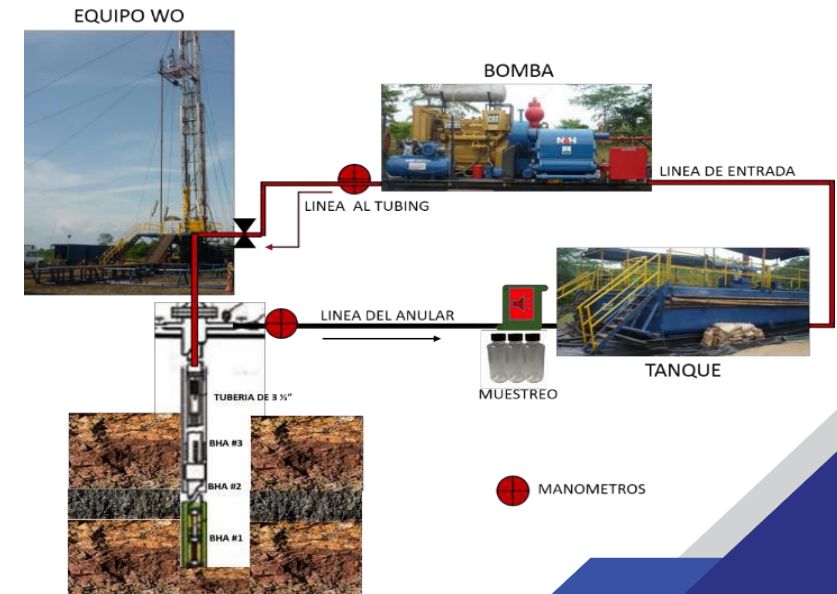 EQUIPO WO
BOMBA
LINEA DE ENTRADA
LINEA AL TUBING
LINEA DEL ANULAR
MUESTREO
TANQUE
TUBERIA DE 3 ½”
BHA #3
BHA #2
BHA #1
MANOMETROS